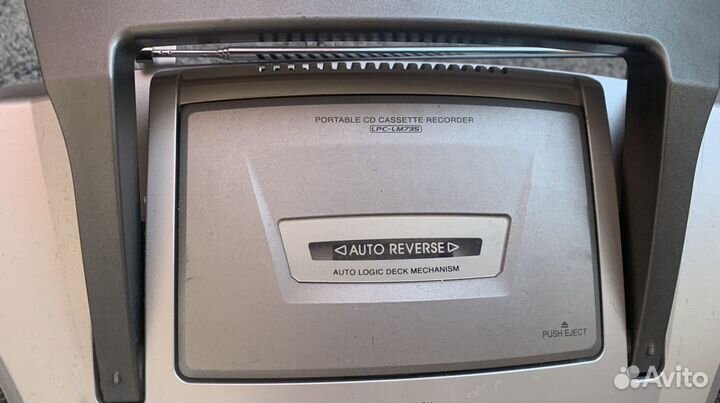 PORTABLE CD CASSETTE RECORDER
LPC-LM735
◁ AUTO REVERSE ▷
AUTO LOGIC DECK MECHANISM
PUSH EJECT
Avito